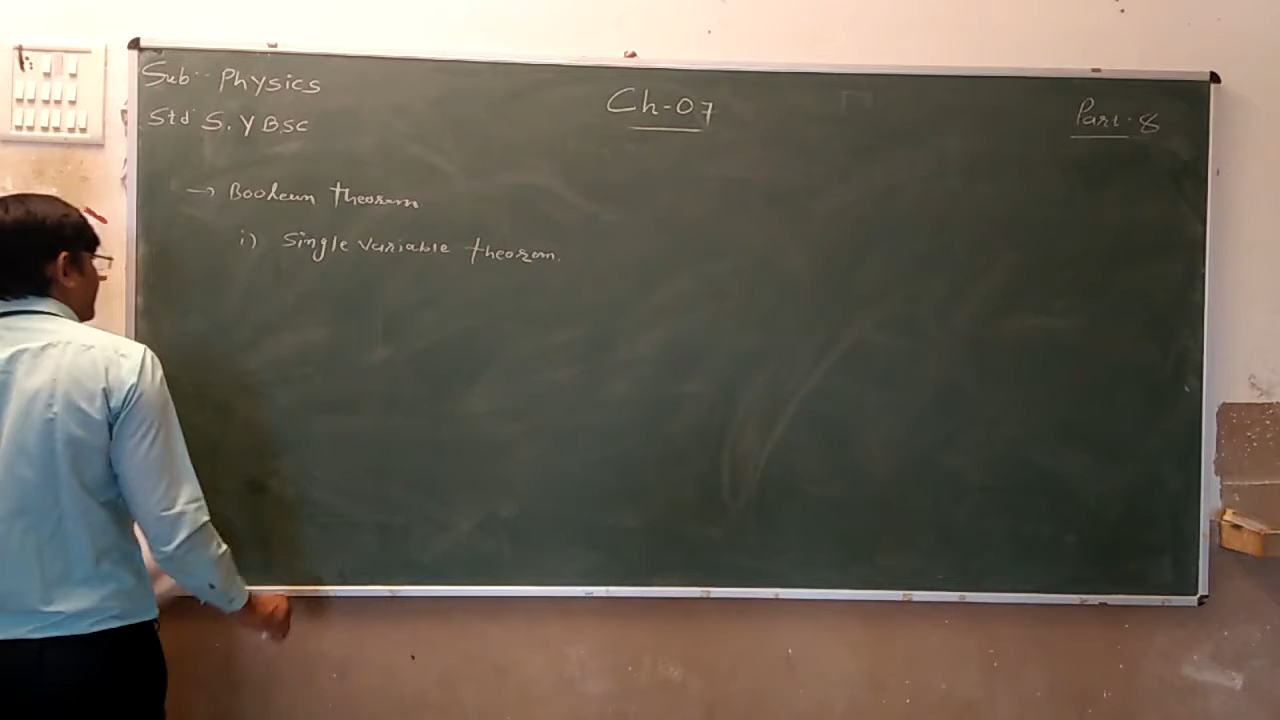 Sub:- Physics
Std S.Y BSC
Ch-07
Part-8
→ Boolean theorem
i) Single variable theorem.